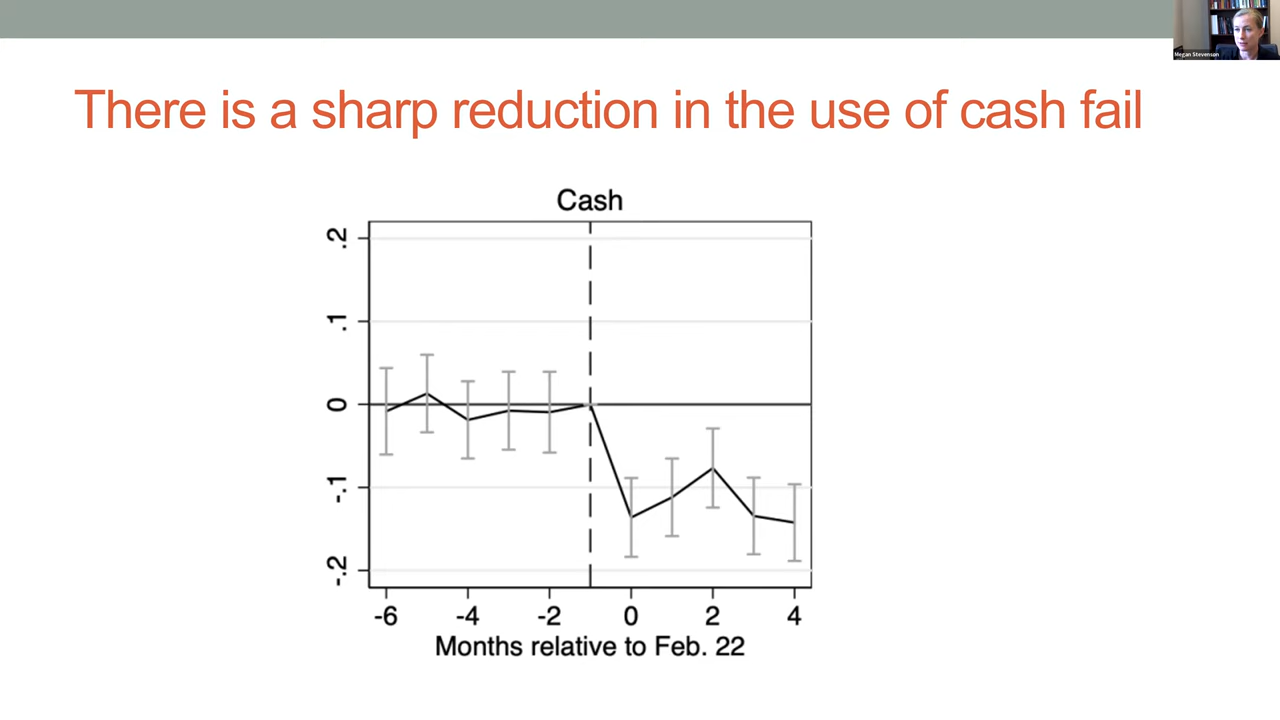 Megan Stevenson
There is a sharp reduction in the use of cash fail
Cash
.2
.1
0
-.1
-.2
-6 -4 -2 0 2 4
Months relative to Feb. 22